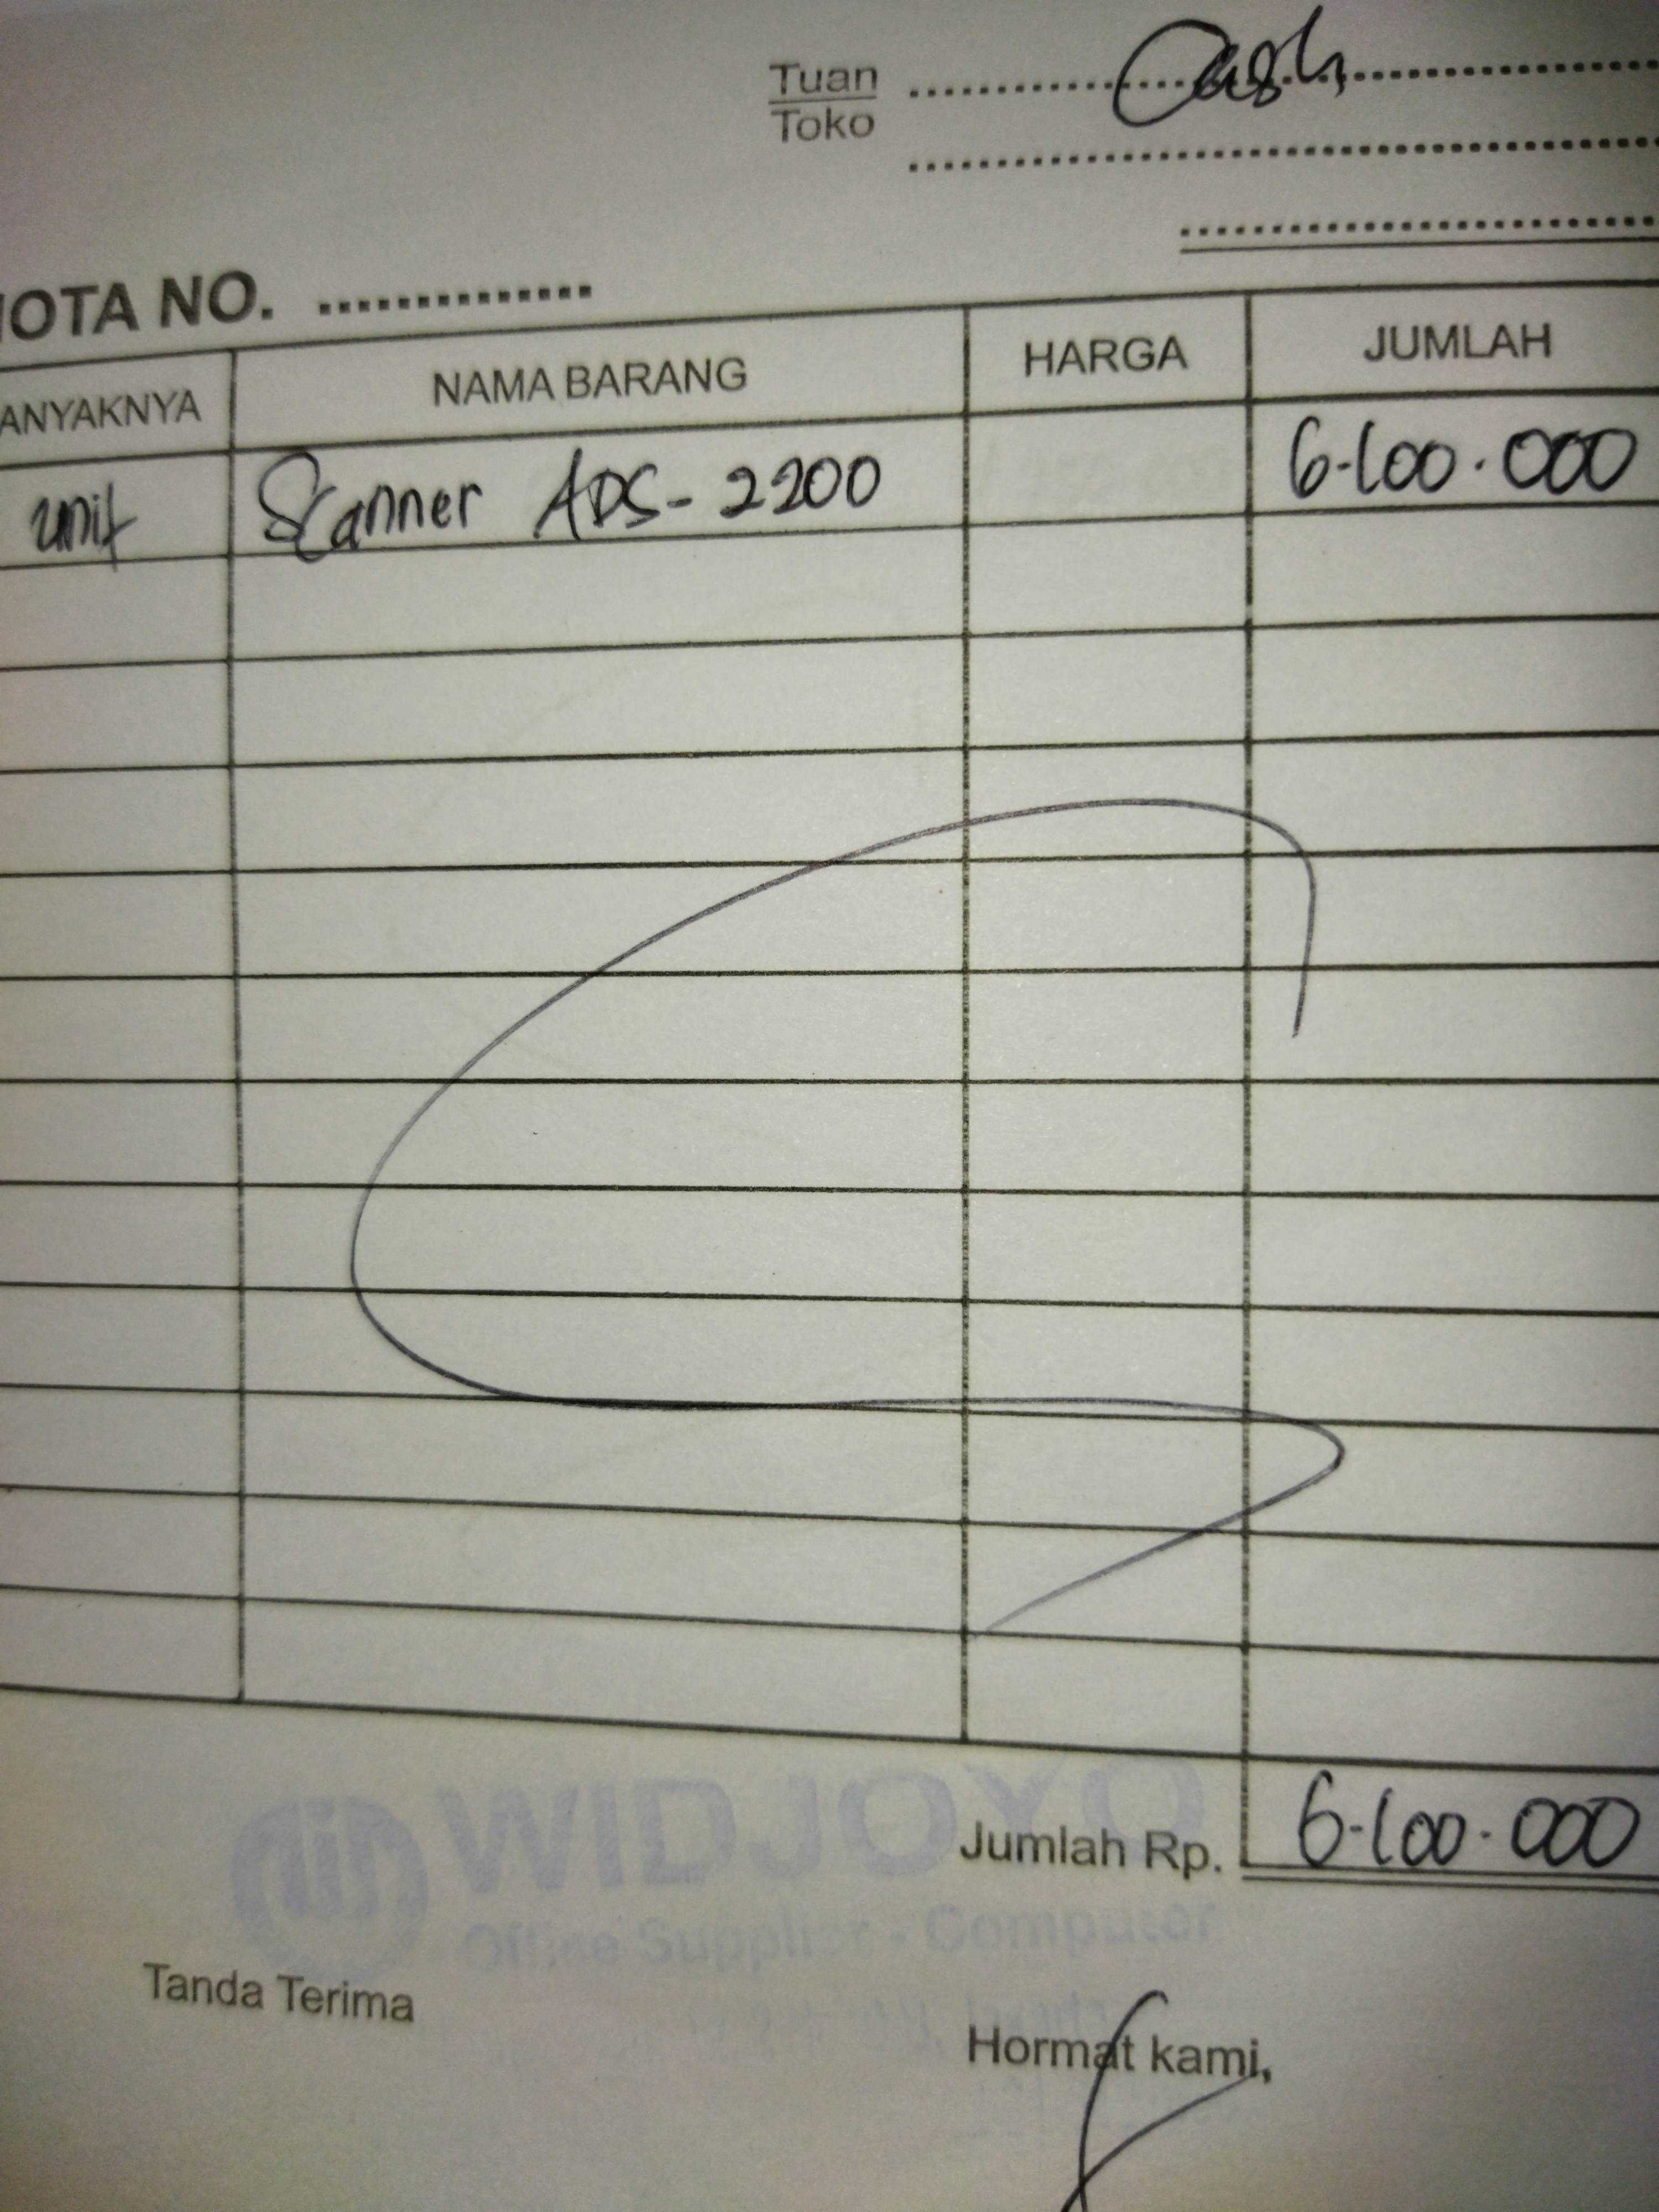 Tuan Cash
Toko
NOTA NO. ..............
ANYAKNYA NAMA BARANG HARGA JUMLAH
unit Scanner ADS-2200 6.100.000
WIDJOYO
Jumlah Rp. 6.100.000
Office Supplier - Computer
Tanda Terima
Hormat kami,